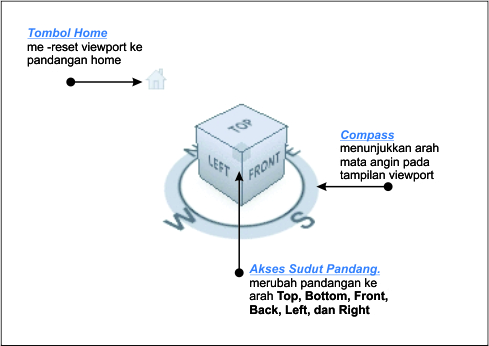 Tombol Home
me -reset viewport ke
pandangan home
TOP
LEFT
FRONT
N
E
W
S
Compass
menunjukkan arah
mata angin pada
tampilan viewport
Akses Sudut Pandang.
merubah pandangan ke
arah Top, Bottom, Front,
Back, Left, dan Right